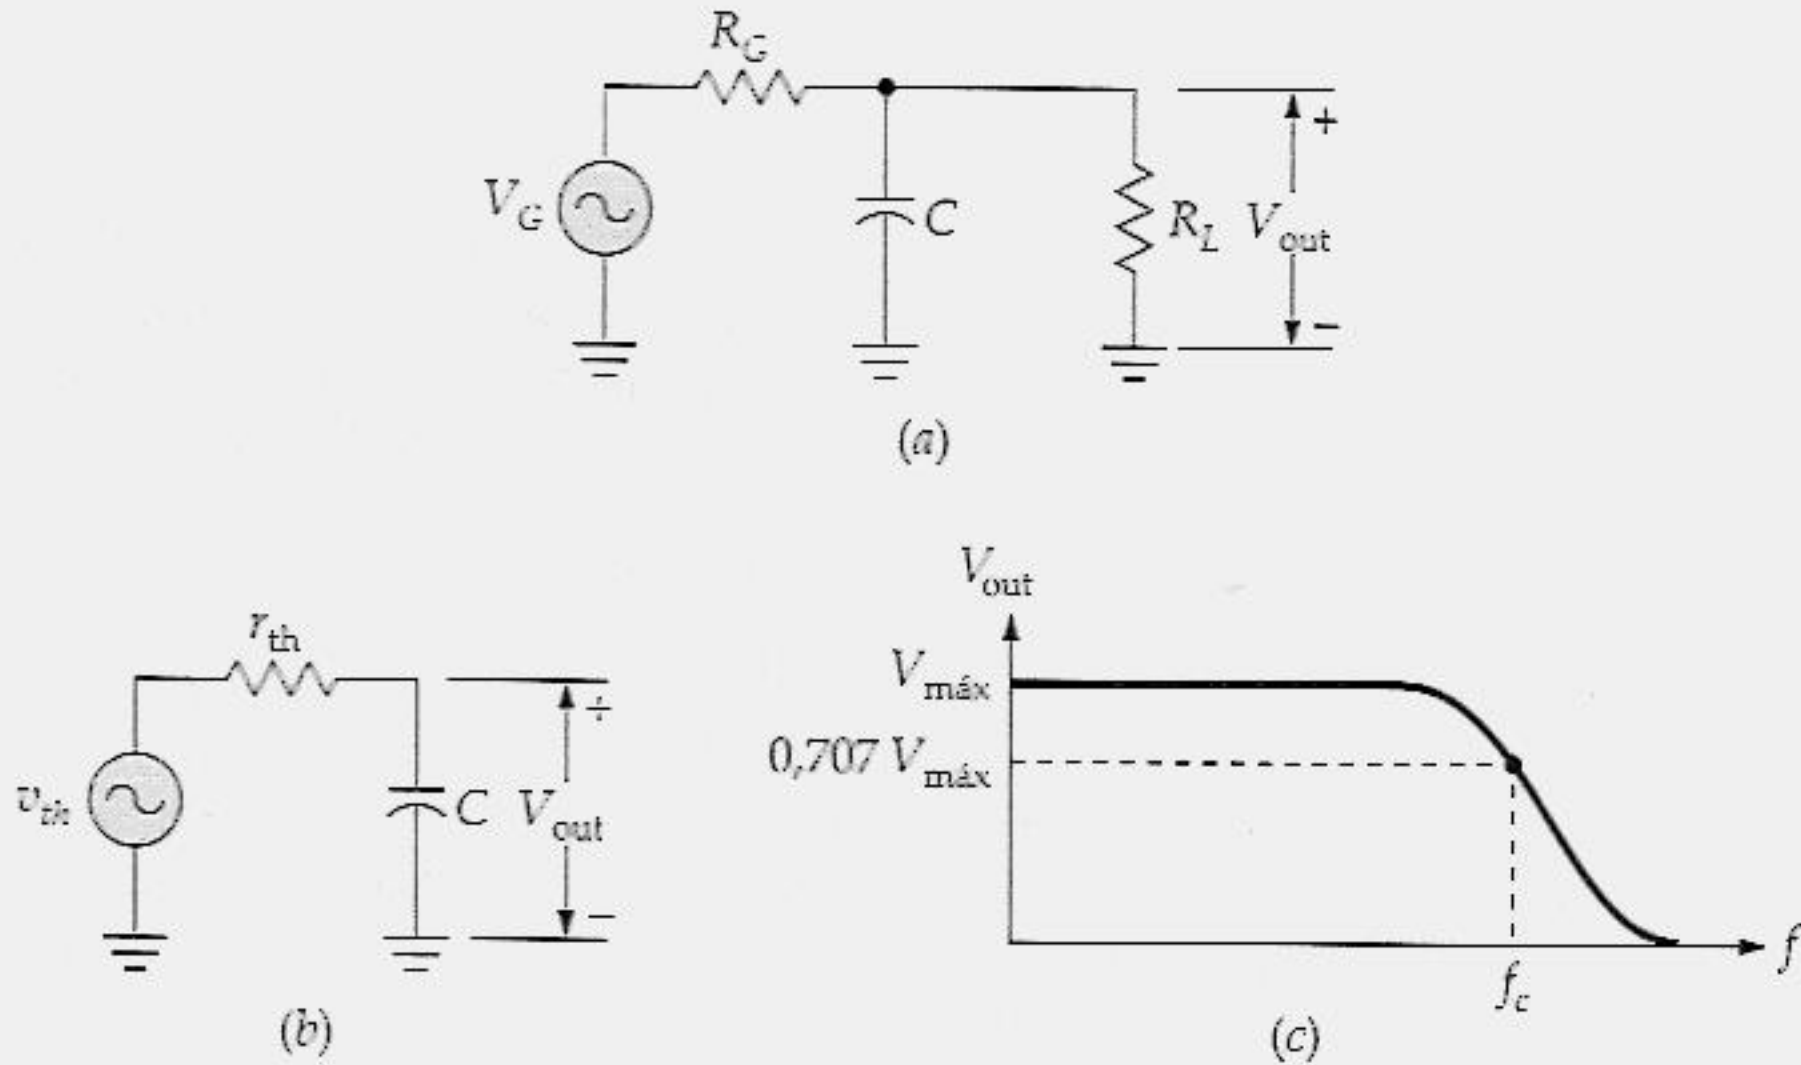 R_G
V_G
C
R_L
V_out
+
−
(a)
r_th
v_th
C
V_out
+
−
(b)
V_out
V_máx
0,707 V_máx
f_c
f
(c)